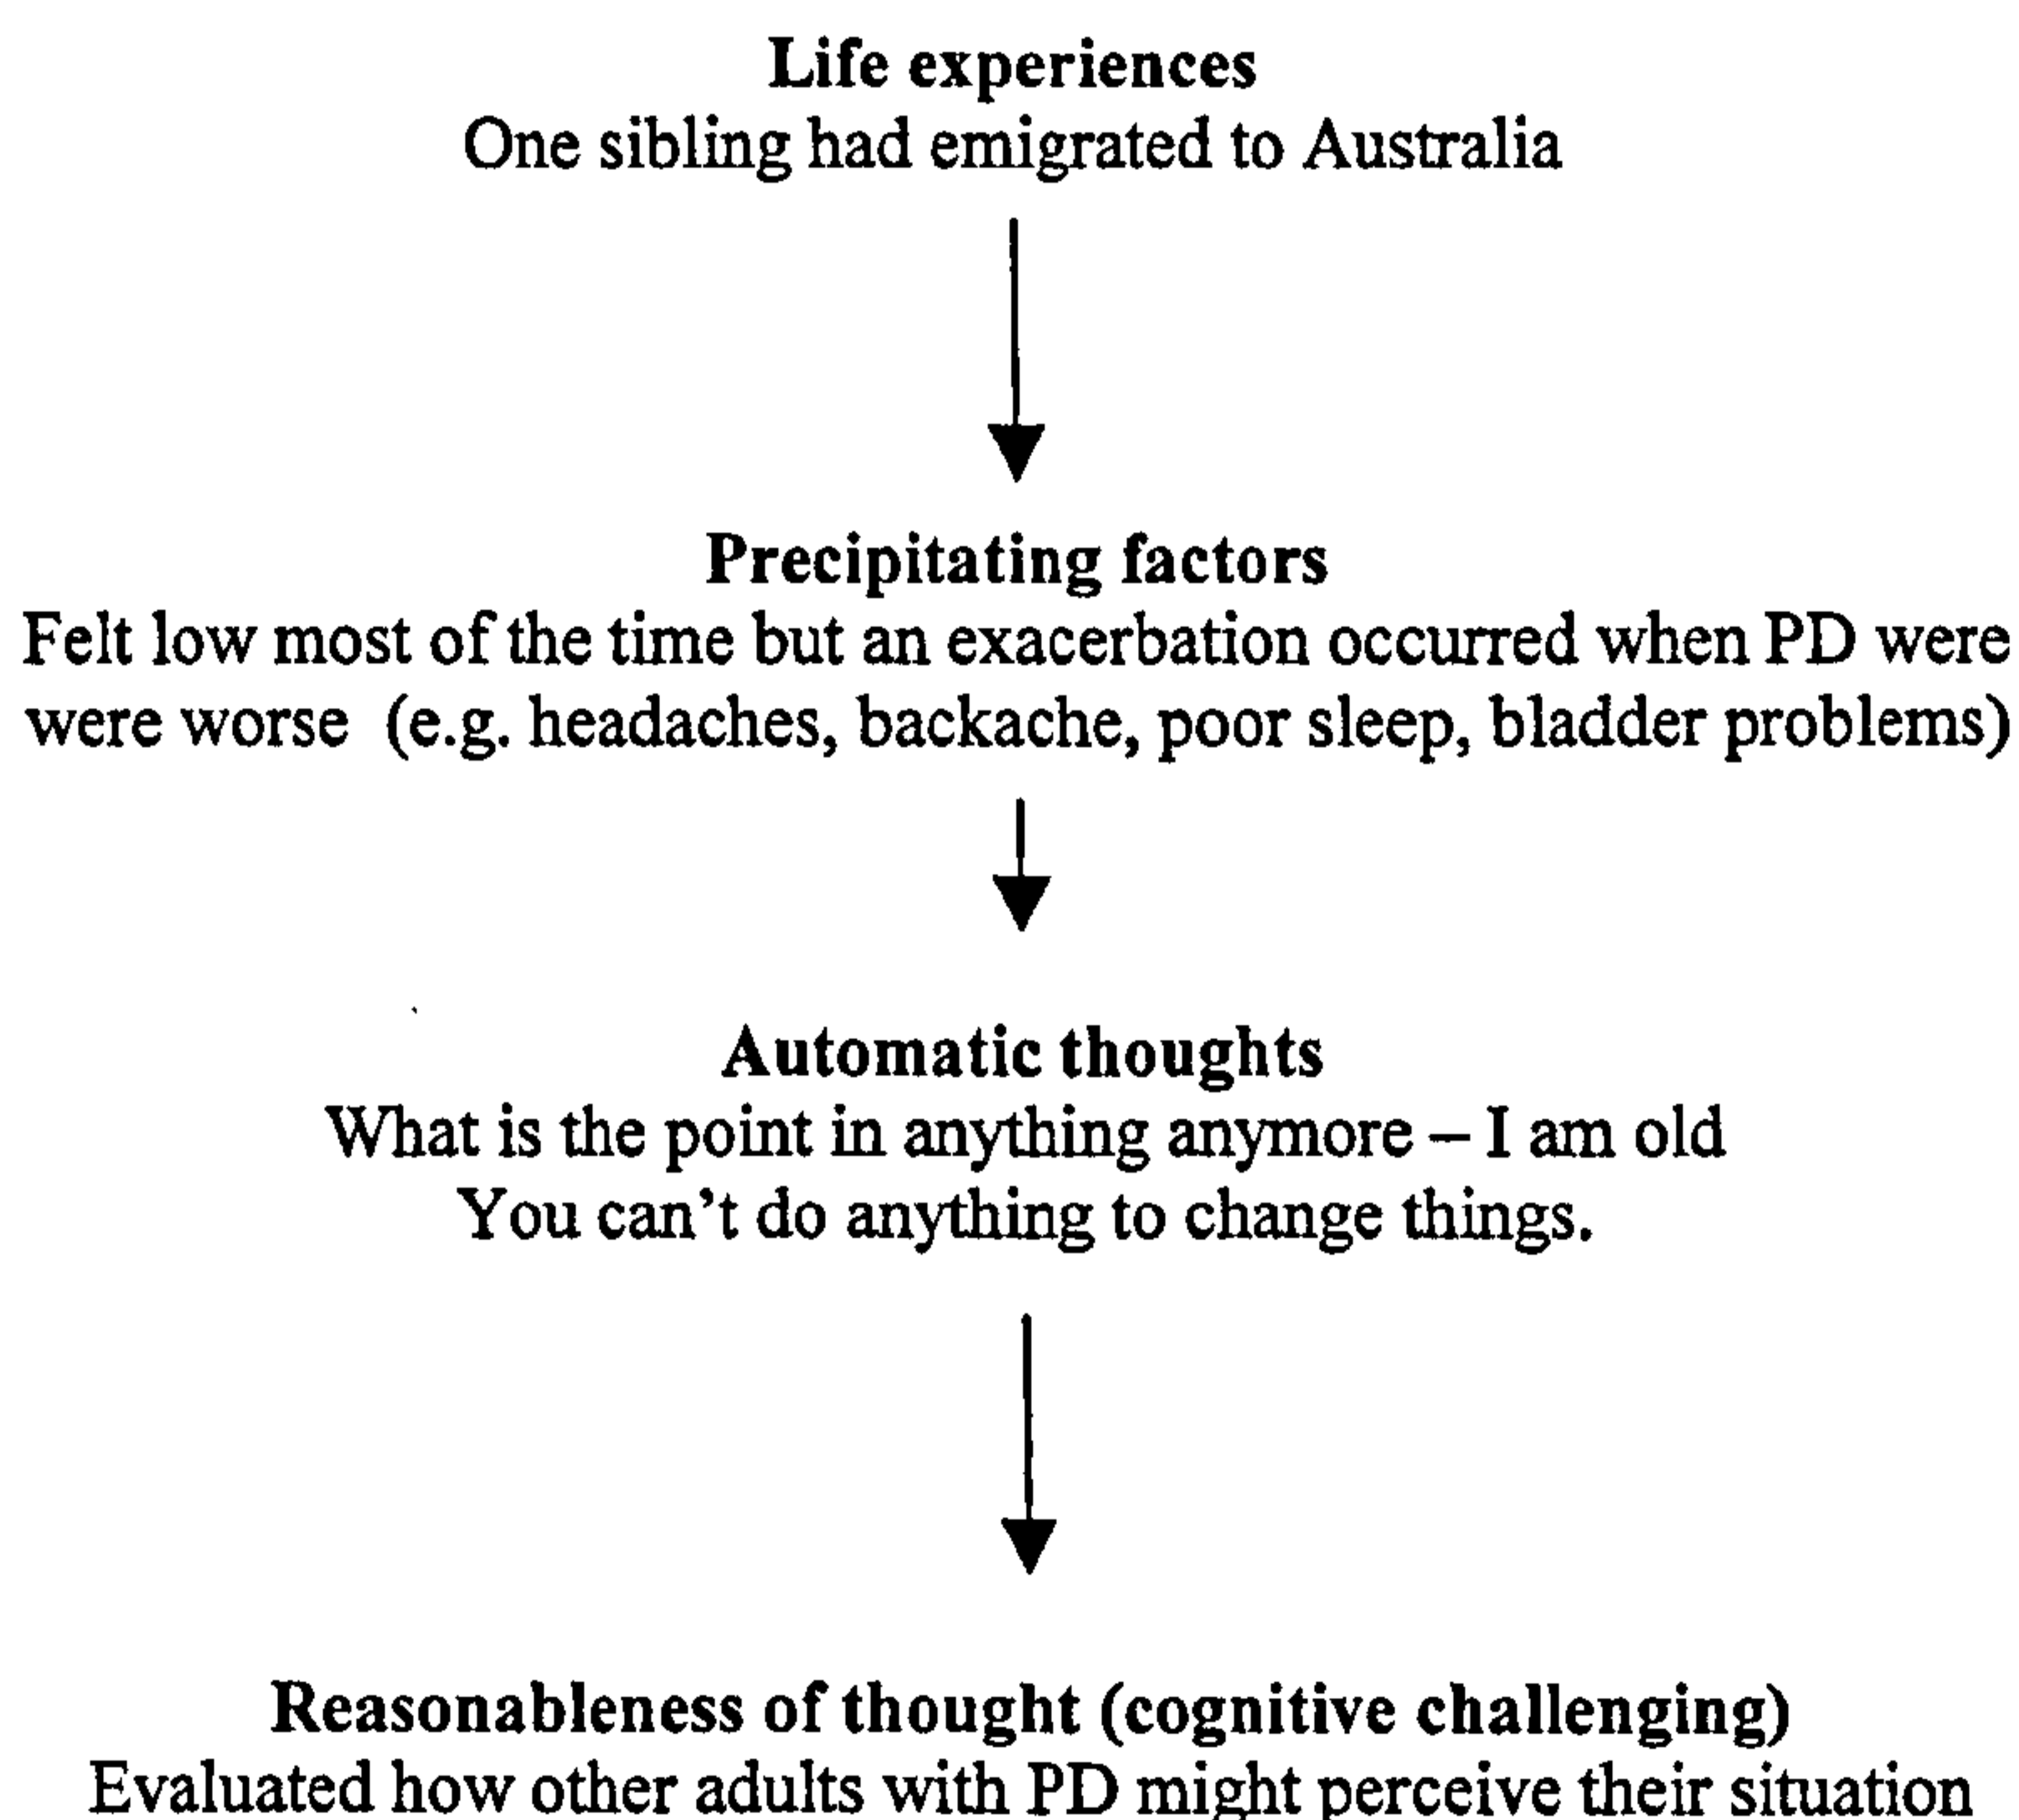 Life experiences
One sibling had emigrated to Australia
Precipitating factors
Felt low most of the time but an exacerbation occurred when PD were
were worse (e.g. headaches, backache, poor sleep, bladder problems)
Automatic thoughts
What is the point in anything anymore – I am old
You can't do anything to change things.
Reasonableness of thought (cognitive challenging)
Evaluated how other adults with PD might perceive their situation